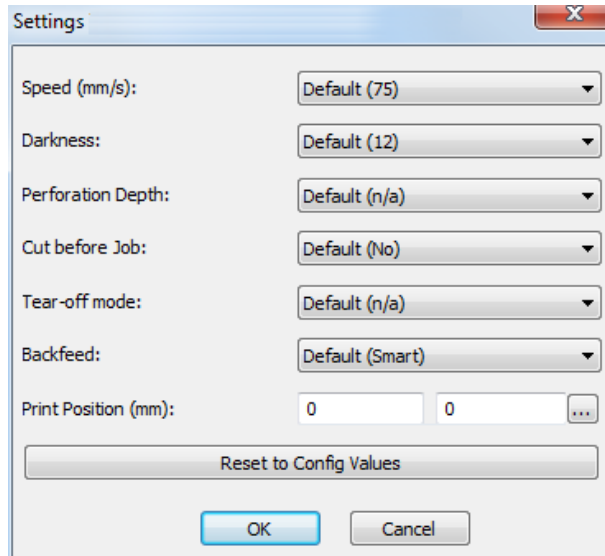 Settings
Speed (mm/s): Default (75)
Darkness: Default (12)
Perforation Depth: Default (n/a)
Cut before Job: Default (No)
Tear-off mode: Default (n/a)
Backfeed: Default (Smart)
Print Position (mm): 0 0 ...
Reset to Config Values
OK Cancel